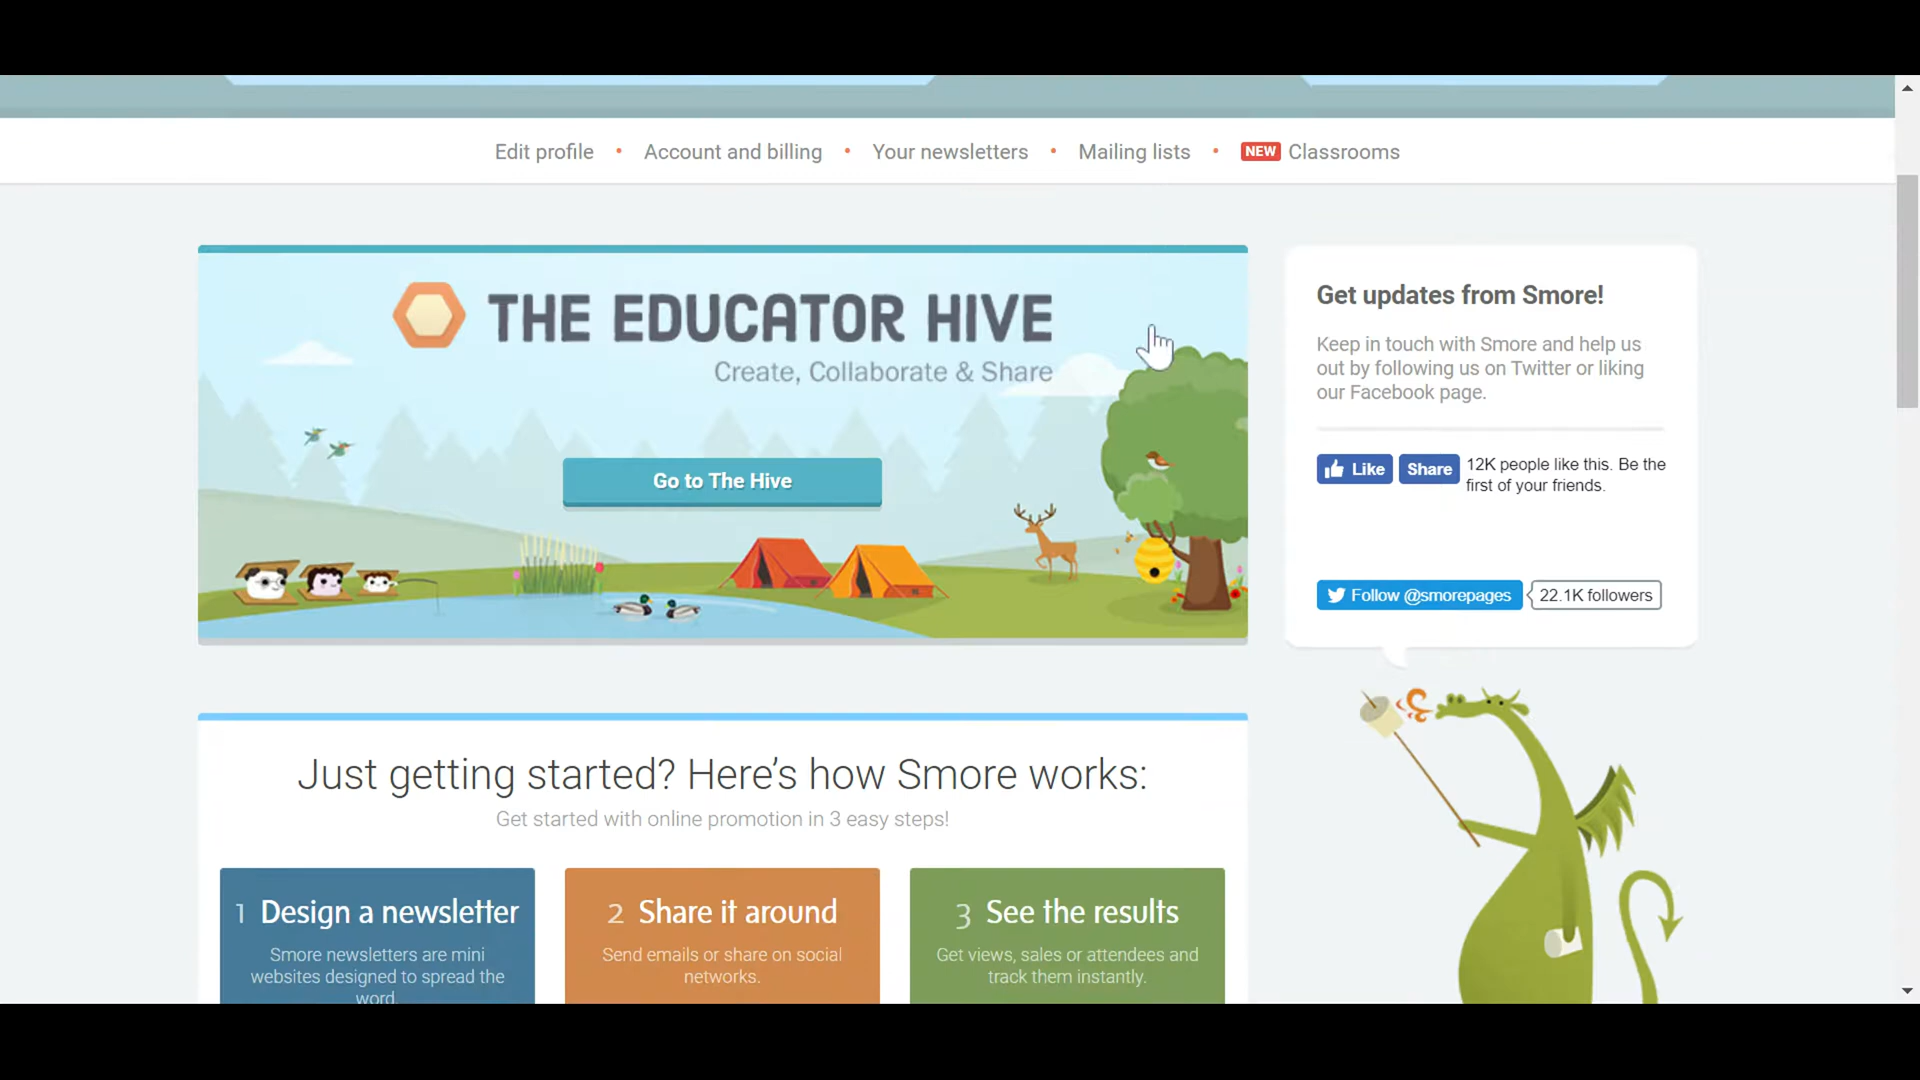 Edit profile • Account and billing • Your newsletters • Mailing lists • NEW Classrooms
THE EDUCATOR HIVE
Create, Collaborate & Share
Go to The Hive
Get updates from Smore!
Keep in touch with Smore and help us
out by following us on Twitter or liking
our Facebook page.
Like Share 12K people like this. Be the
first of your friends.
Follow @smorepages 22.1K followers
Just getting started? Here’s how Smore works:
Get started with online promotion in 3 easy steps!
1 Design a newsletter
Smore newsletters are mini
websites designed to spread the
word.
2 Share it around
Send emails or share on social
networks.
3 See the results
Get views, sales or attendees and
track them instantly.